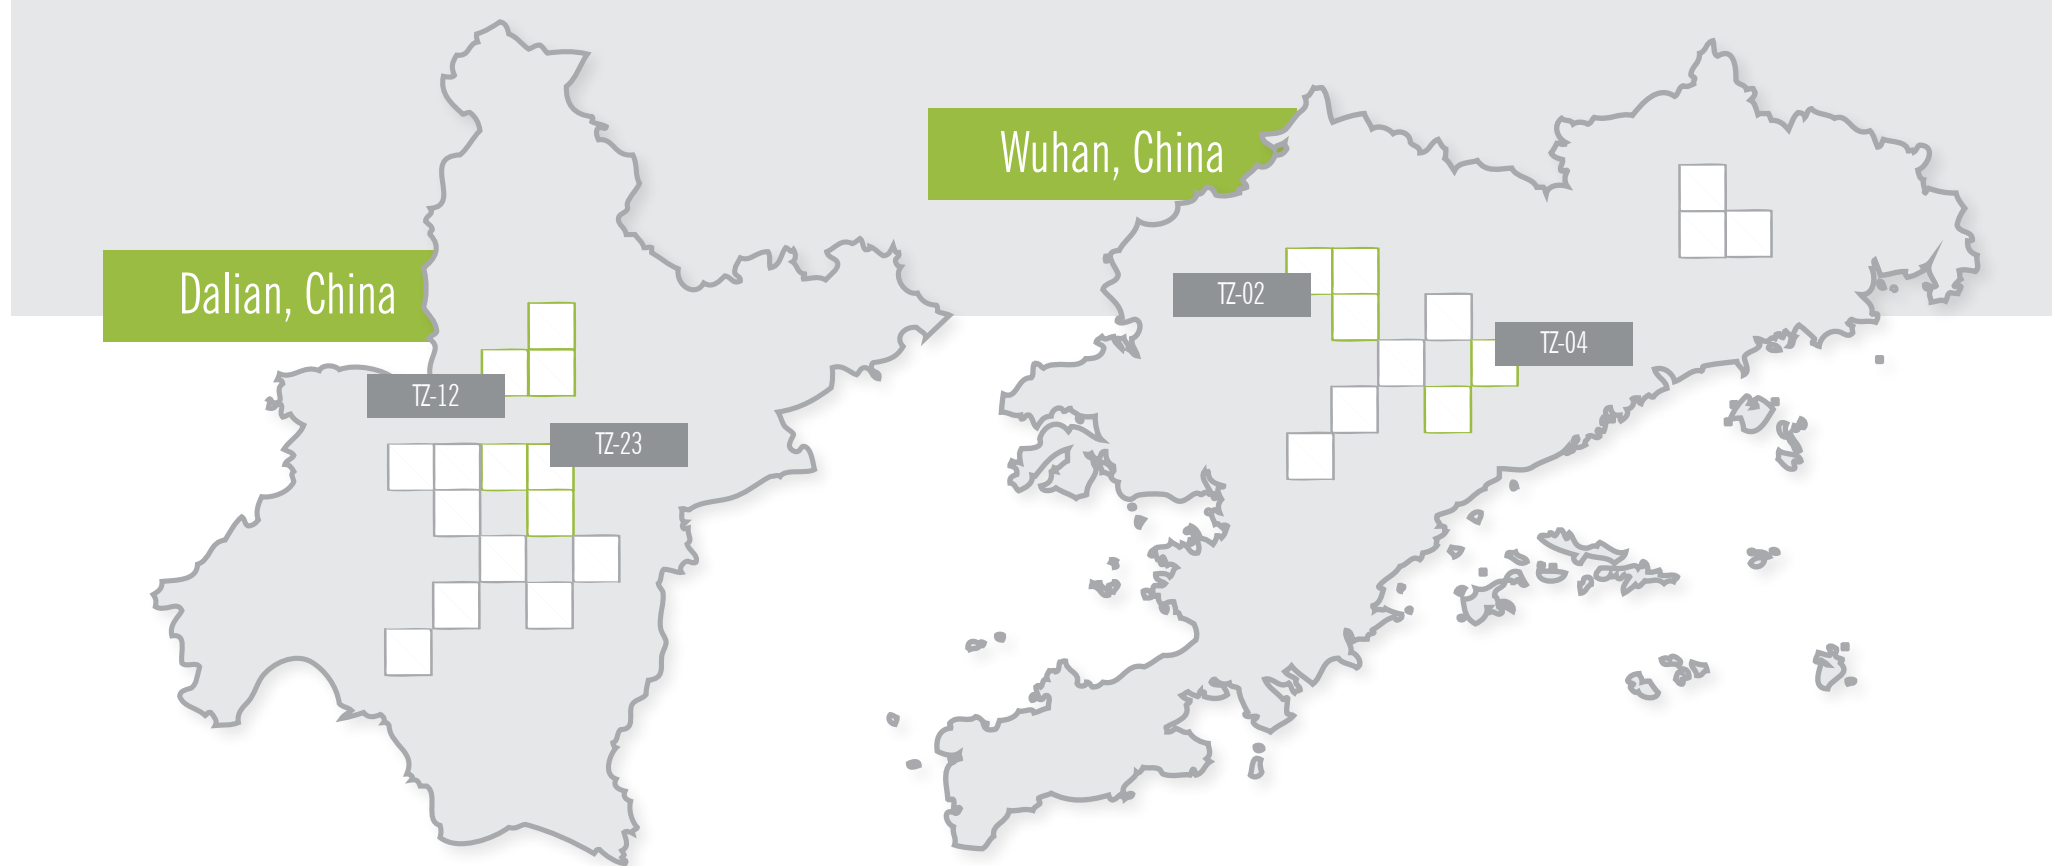 Wuhan, China
Dalian, China
TZ-02
TZ-04
TZ-12
TZ-23